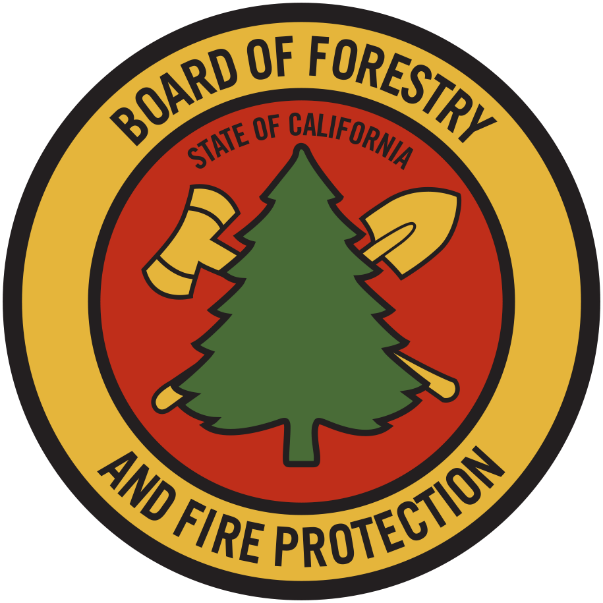 BOARD OF FORESTRY
STATE OF CALIFORNIA
AND FIRE PROTECTION